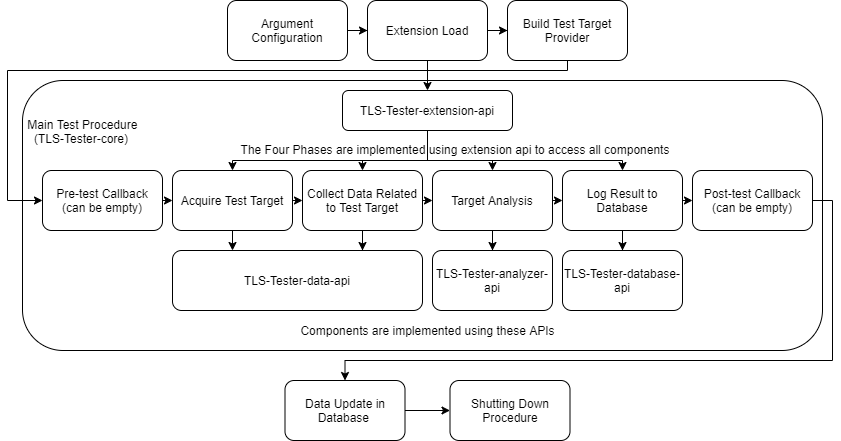 Argument
Configuration
Extension Load
Build Test Target
Provider
TLS-Tester-extension-api
Main Test Procedure
(TLS-Tester-core)
The Four Phases are implemented using extension api to access all components
Pre-test Callback
(can be empty)
Acquire Test Target
Collect Data Related
to Test Target
Target Analysis
Log Result to
Database
Post-test Callback
(can be empty)
TLS-Tester-data-api
TLS-Tester-analyzer-
api
TLS-Tester-database-
api
Components are implemented using these APIs
Data Update in
Database
Shutting Down
Procedure